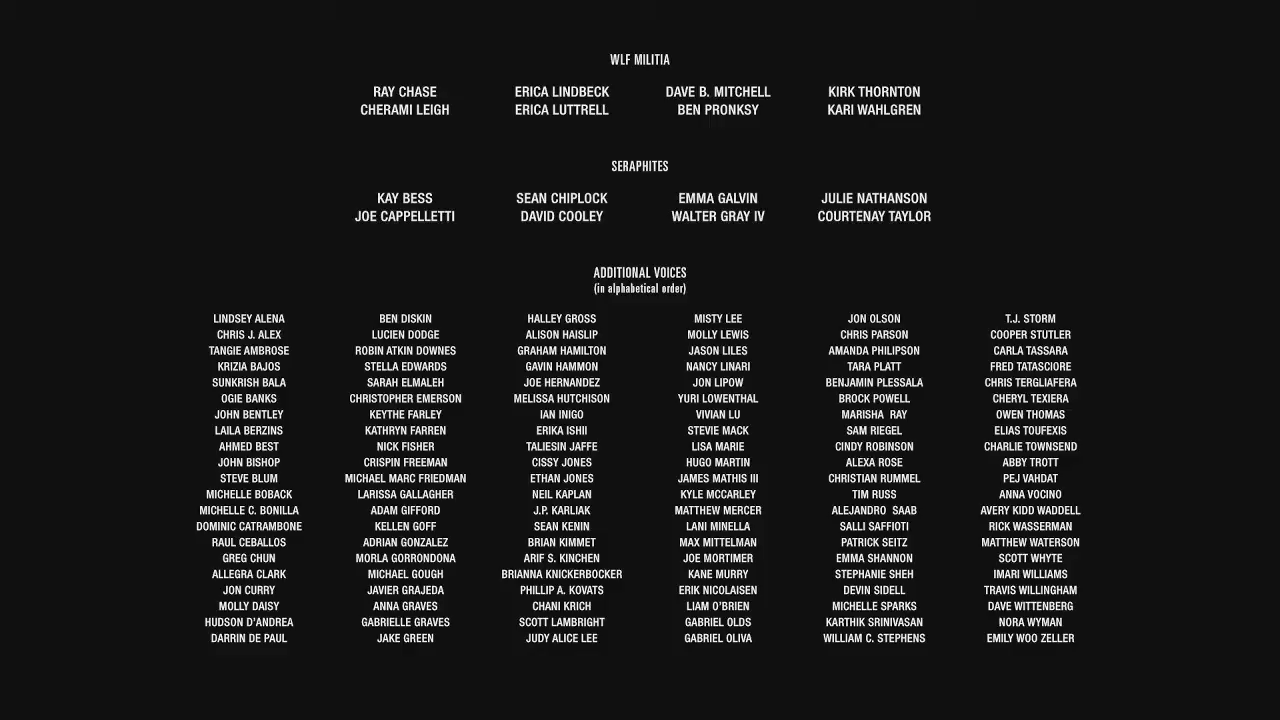 WLF MILITIA
RAY CHASE ERICA LINDBECK DAVE B. MITCHELL KIRK THORNTON
CHERAMI LEIGH ERICA LUTTRELL BEN PRONKSY KARI WAHLGREN
SERAPHITES
KAY BESS SEAN CHIPLOCK EMMA GALVIN JULIE NATHANSON
JOE CAPPELLETTI DAVID COOLEY WALTER GRAY IV COURTENAY TAYLOR
ADDITIONAL VOICES
(in alphabetical order)
LINDSEY ALENA BEN DISKIN HALLEY GROSS MISTY LEE JON OLSON T.J. STORM
CHRIS J. ALEX LUCIEN DODGE ALISON HAISLIP MOLLY LEWIS CHRIS PARSON COOPER STUTLER
TANGIE AMBROSE ROBIN ATKIN DOWNES GRAHAM HAMILTON JASON LILES AMANDA PHILIPSON CARLA TASSARA
KRIZIA BAJOS STELLA EDWARDS GAVIN HAMMON NANCY LINARI TARA PLATT FRED TATASCIORE
SUNKRISH BALA SARAH ELMALEH JOE HERNANDEZ JON LIPOW BENJAMIN PLESSALA CHRIS TERGLIAFERA
OGIE BANKS CHRISTOPHER EMERSON MELISSA HUTCHISON YURI LOWENTHAL BROCK POWELL CHERYL TEXIERA
JOHN BENTLEY KEYTHE FARLEY IAN INIGO VIVIAN LU MARISHA RAY OWEN THOMAS
LAILA BERZINS KATHRYN FARREN ERIKA ISHII STEVIE MACK SAM RIEGEL ELIAS TOUFEXIS
AHMED BEST NICK FISHER TALIESIN JAFFE LISA MARIE CINDY ROBINSON CHARLIE TOWNSEND
JOHN BISHOP CRISPIN FREEMAN CISSY JONES HUGO MARTIN ALEXA ROSE ABBY TROTT
STEVE BLUM MICHAEL MARC FRIEDMAN ETHAN JONES JAMES MATHIS III CHRISTIAN RUMMEL PEJ VAHDAT
MICHELLE BOBACK LARISSA GALLAGHER NEIL KAPLAN KYLE MCCARLEY TIM RUSS ANNA VOCINO
MICHELLE C. BONILLA ADAM GIFFORD J.P. KARLIAK MATTHEW MERCER ALEJANDRO SAAB AVERY KIDD WADDELL
DOMINIC CATRAMBONE KELLEN GOFF SEAN KENIN LANI MINELLA SALLI SAFFIOTI RICK WASSERMAN
RAUL CEBALLOS ADRIAN GONZALEZ BRIAN KIMMET MAX MITTELMAN PATRICK SEITZ MATTHEW WATERSON
GREG CHUN MORLA GORRONDONA ARIF S. KINCHEN JOE MORTIMER EMMA SHANNON SCOTT WHYTE
ALLEGRA CLARK MICHAEL GOUGH BRIANNA KNICKERBOCKER KANE MURRY STEPHANIE SHEH IMARI WILLIAMS
JON CURRY JAVIER GRAJEDA PHILLIP A. KOVATS ERIK NICOLAISEN DEVIN SIDELL TRAVIS WILLINGHAM
MOLLY DAISY ANNA GRAVES CHANI KRICH LIAM O'BRIEN MICHELLE SPARKS DAVE WITTENBERG
HUDSON D'ANDREA GABRIELLE GRAVES SCOTT LAMBRIGHT GABRIEL OLDS KARTHIK SRINIVASAN NORA WYMAN
DARRIN DE PAUL JAKE GREEN JUDY ALICE LEE GABRIEL OLIVA WILLIAM C. STEPHENS EMILY WOO ZELLER